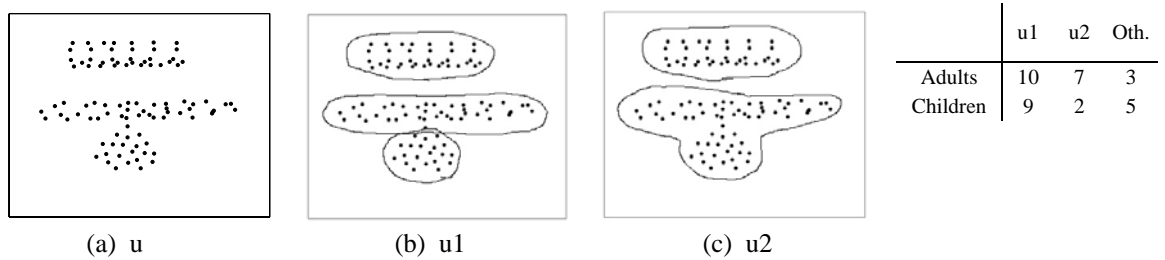 u1 u2 Oth.
Adults 10 7 3
Children 9 2 5
(a) u
(b) u1
(c) u2